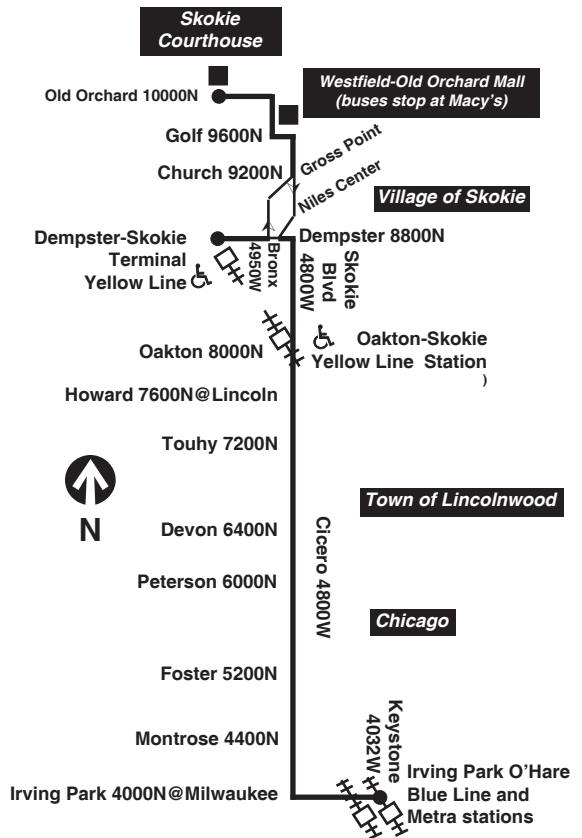 Skokie
Courthouse
Old Orchard 10000N
Westfield-Old Orchard Mall
(buses stop at Macy's)
Golf 9600N
Gross Point
Church 9200N
Niles Center
Village of Skokie
Dempster-Skokie
Terminal
Yellow Line
Bronx
4950W
Dempster 8800N
Skokie
Blvd
4800W
Oakton 8000N
Oakton-Skokie
Yellow Line Station
)
Howard 7600N@Lincoln
Touhy 7200N
N
Town of Lincolnwood
Devon 6400N
Cicero 4800W
Peterson 6000N
Chicago
Foster 5200N
Montrose 4400N
Keystone
4032W
Irving Park 4000N@Milwaukee
Irving Park O'Hare
Blue Line and
Metra stations